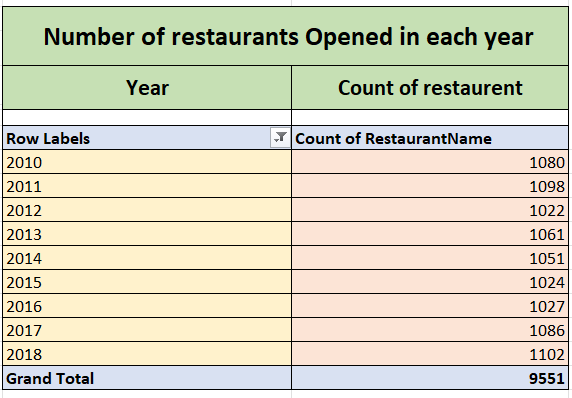 Number of restaurants Opened in each year
Year Count of restaurent
Row Labels Count of RestaurantName
2010 1080
2011 1098
2012 1022
2013 1061
2014 1051
2015 1024
2016 1027
2017 1086
2018 1102
Grand Total 9551